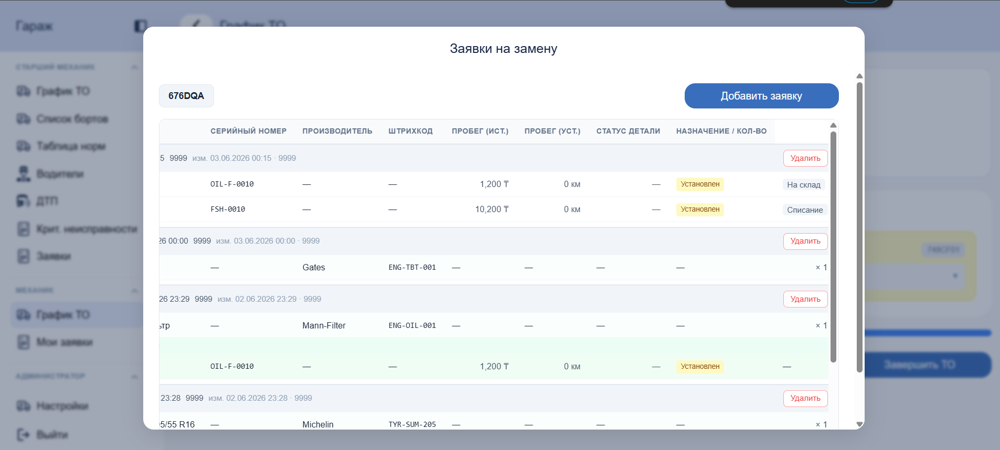 Гараж
График ТО
СТАРШИЙ МЕХАНИК
График ТО
Список бортов
Таблица норм
Водители
ДТП
Крит. неисправности
Заявки
МЕХАНИК
График ТО
Мои заявки
АДМИНИСТРАТОР
Настройки
Выйти
Заявки на замену
676DQA
Добавить заявку
СЕРИЙНЫЙ НОМЕР ПРОИЗВОДИТЕЛЬ ШТРИХКОД ПРОБЕГ (ИСТ.) ПРОБЕГ (УСТ.) СТАТУС ДЕТАЛИ НАЗНАЧЕНИЕ / КОЛ-ВО
5 9999 изм. 03.06.2026 00:15 · 9999 Удалить
OIL-F-0010 — — 1,200 ₸ 0 км — Установлен На склад
FSH-0010 — — 10,200 ₸ 0 км — Установлен Списание
26 00:00 9999 изм. 03.06.2026 00:00 · 9999 Удалить
— Gates ENG-TBT-001 — — — — × 1
26 23:29 9999 изм. 02.06.2026 23:29 · 9999 Удалить
ьтр — Mann-Filter ENG-OIL-001 — — — — × 1
OIL-F-0010 — — 1,200 ₸ 0 км — Установлен —
23:28 9999 изм. 02.06.2026 23:28 · 9999 Удалить
05/55 R16 — Michelin TYR-SUM-205 — — — — × 1
Завершить ТО